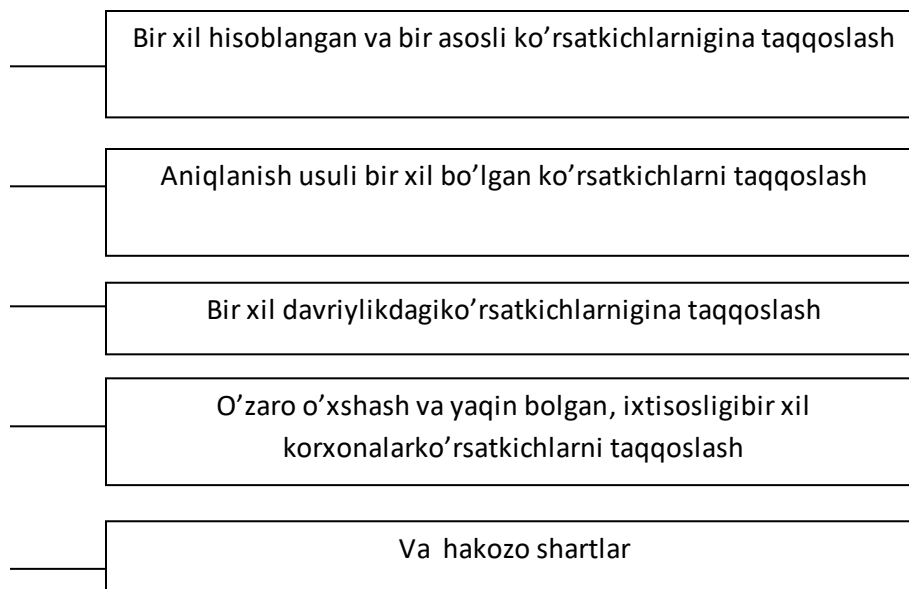 Bir xil hisoblangan va bir asosli ko’rsatkichlarnigina taqqoslash
Aniqlanish usuli bir xil bo’lgan ko’rsatkichlarni taqqoslash
Bir xil davriylikdagiko’rsatkichlarnigina taqqoslash
O’zaro o’xshash va yaqin bolgan, ixtisosligibir xil
korxonalarko’rsatkichlarni taqqoslash
Va hakozo shartlar